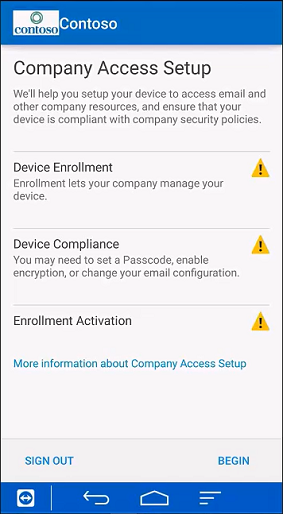 contoso Contoso
Company Access Setup
We'll help you setup your device to access email and
other company resources, and ensure that your
device is compliant with company security policies.
Device Enrollment
Enrollment lets your company manage your
device.
Device Compliance
You may need to set a Passcode, enable
encryption, or change your email configuration.
Enrollment Activation
More information about Company Access Setup
SIGN OUT BEGIN